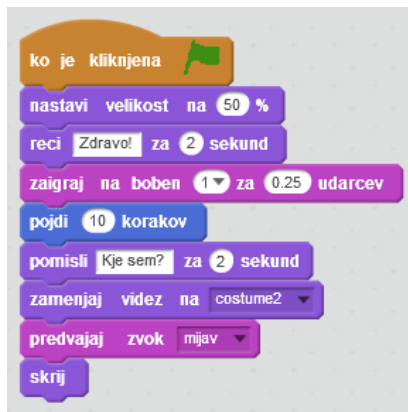 ko je kliknjena
nastavi velikost na 50 %
reci Zdravo! za 2 sekund
zaigraj na boben 1 za 0.25 udarcev
pojdi 10 korakov
pomisli Kje sem? za 2 sekund
zamenjaj videz na costume2
predvajaj zvok mijav
skrij